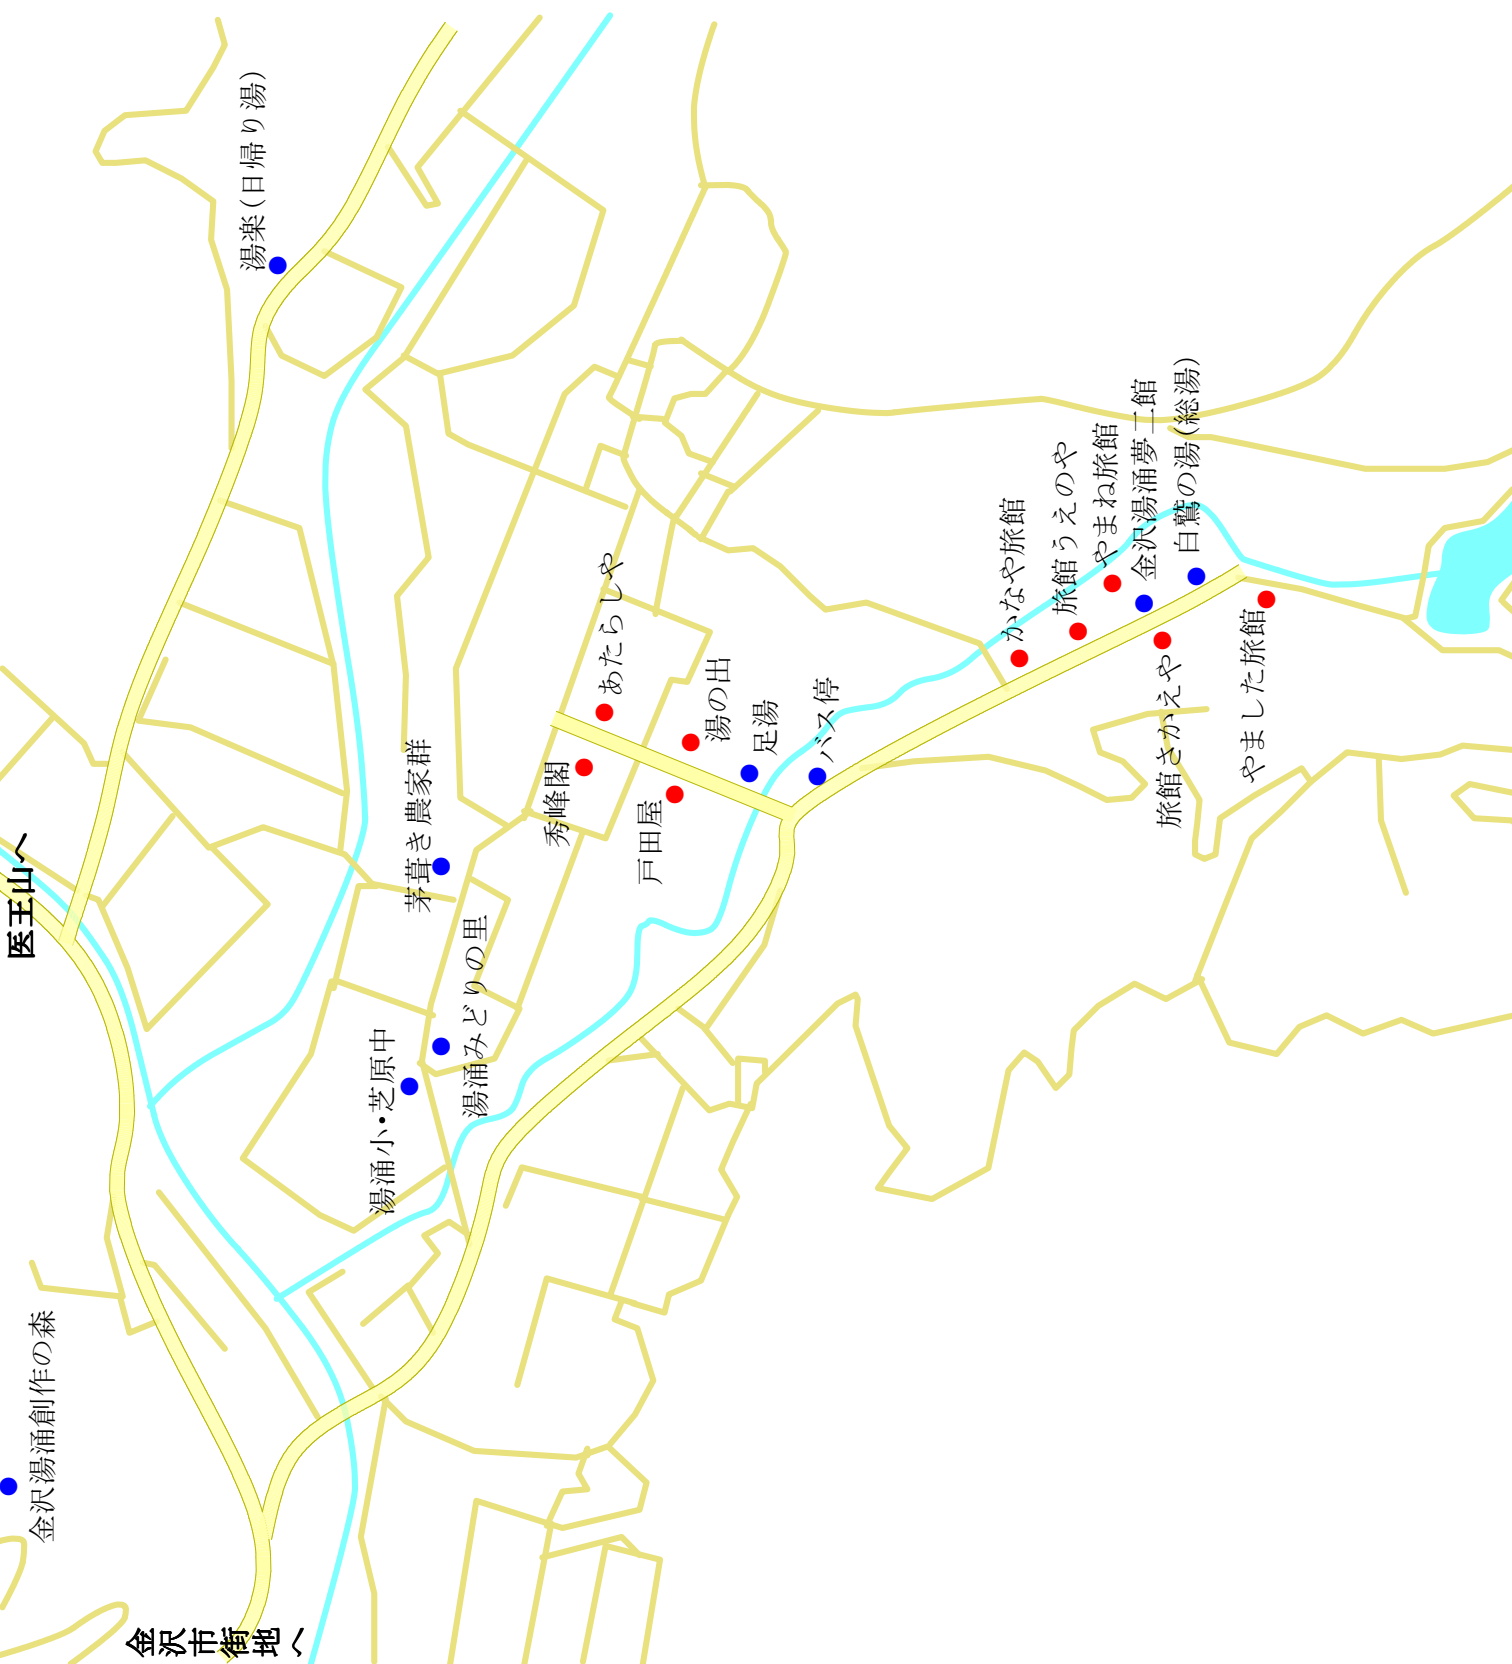 医王山へ
金沢湯涌創作の森
金沢市街地へ
湯楽(日帰り湯)
湯涌小・芝原中
茅葺き農家群
湯涌みどりの里
秀峰閣
あたらしや
戸田屋
湯の出
足湯
バス停
かなや旅館
旅館うえのや
やまね旅館
金沢湯涌夢二館
旅館さかえや
白鷺の湯(総湯)
やました旅館